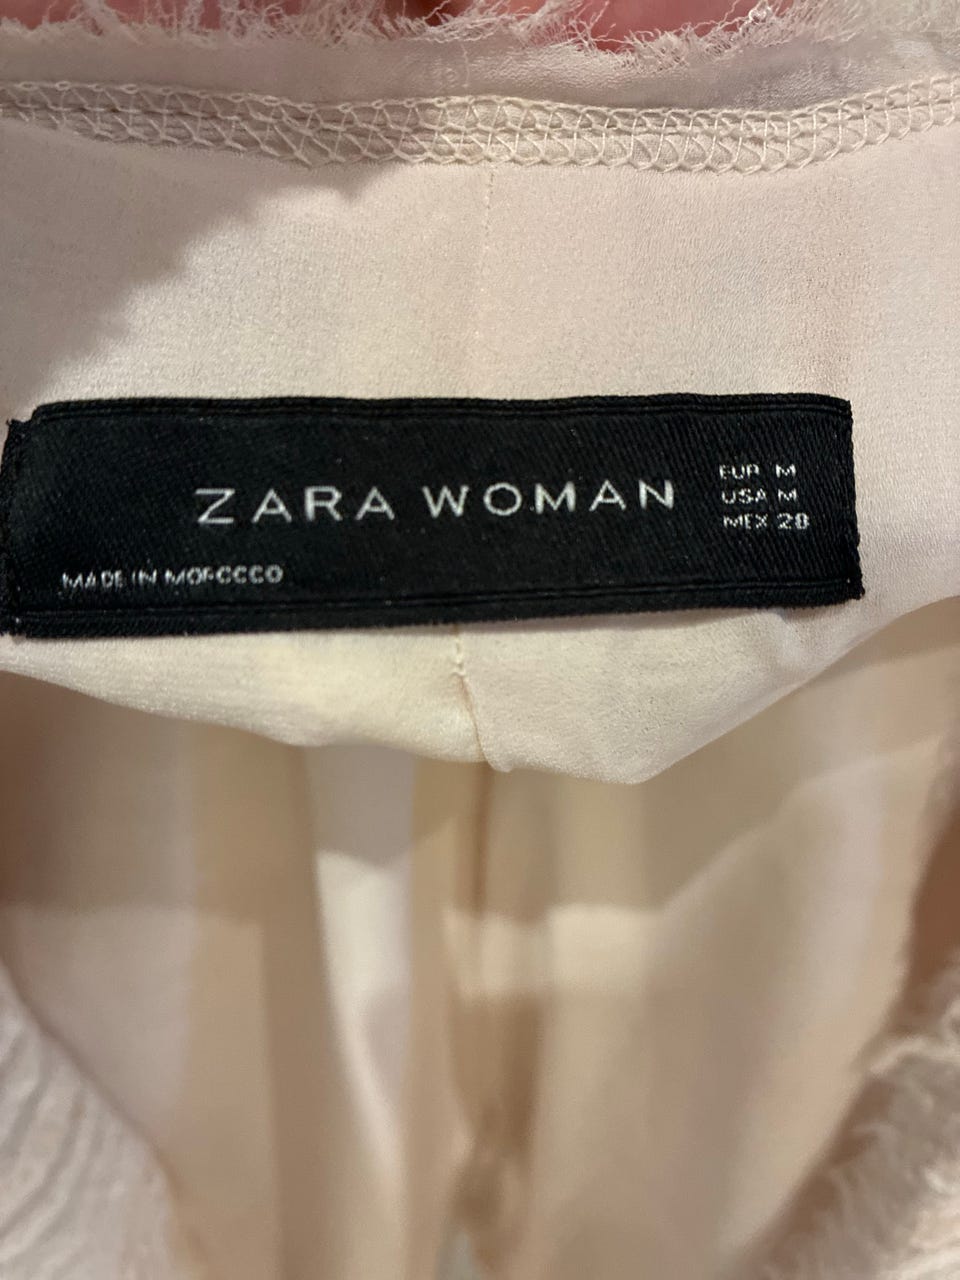 ZARA WOMAN
EUR M
USA M
MEX 28
MADE IN MOROCCO